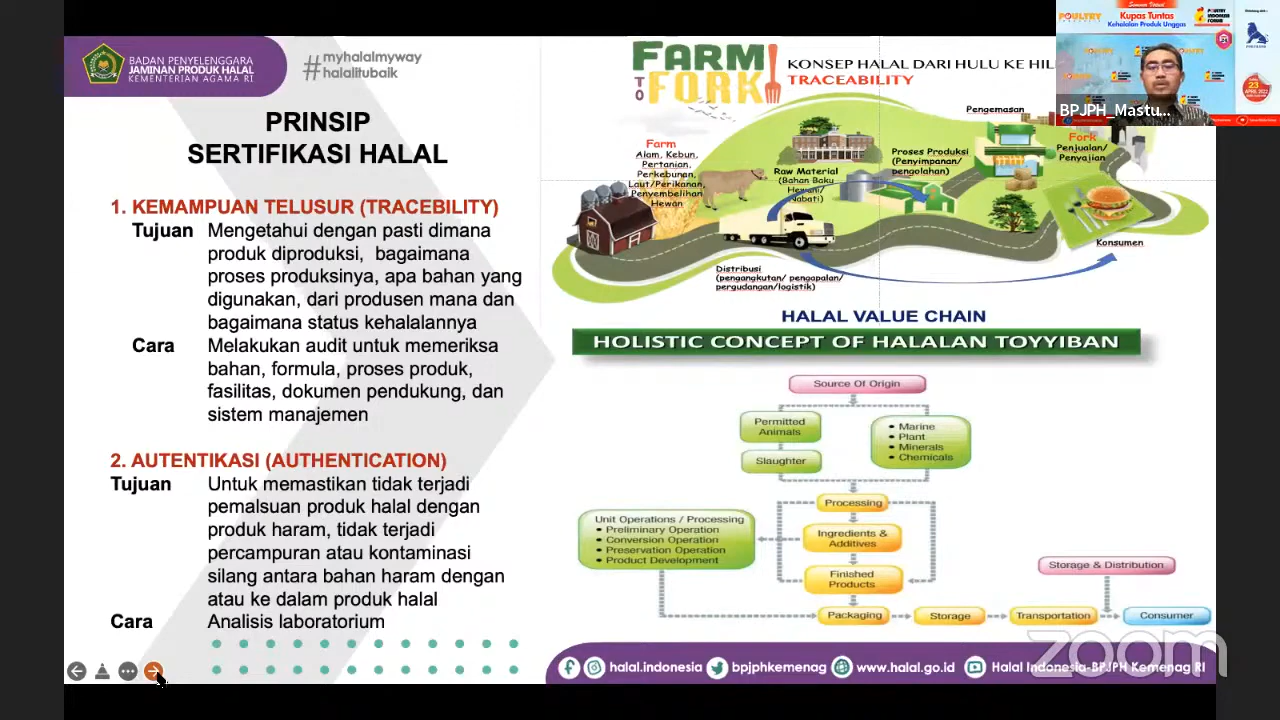 BADAN PENYELENGGARA
JAMINAN PRODUK HALAL
KEMENTERIAN AGAMA RI
#myhalalmyway
halalitubaik
PRINSIP
SERTIFIKASI HALAL
1. KEMAMPUAN TELUSUR (TRACEBILITY)
Tujuan Mengetahui dengan pasti dimana
produk diproduksi, bagaimana
proses produksinya, apa bahan yang
digunakan, dari produsen mana dan
bagaimana status kehalalannya
Cara Melakukan audit untuk memeriksa
bahan, formula, proses produk,
fasilitas, dokumen pendukung, dan
sistem manajemen
2. AUTENTIKASI (AUTHENTICATION)
Tujuan Untuk memastikan tidak terjadi
pemalsuan produk halal dengan
produk haram, tidak terjadi
percampuran atau kontaminasi
silang antara bahan haram dengan
atau ke dalam produk halal
Cara Analisis laboratorium
FARM
TO
FORK
KONSEP HALAL DARI HULU KE HIL
TRACEABILITY
Pengemasan
Farm
Alam, Kebun,
Pertanian,
Perkebunan,
Laut/Perikanan,
Penyembelihan
Hewan
Raw Material
(Bahan Baku
Hewani/
Nabati)
Proses Produksi
(Penyimpanan/
pengolahan)
Fork
Penjualan/
Penyajian
Konsumen
Distribusi
(pengangkutan/ pengapalan/
pergudangan/logistik)
HALAL VALUE CHAIN
HOLISTIC CONCEPT OF HALALAN TOYYIBAN
Source Of Origin
Permitted
Animals
Slaughter
• Marine
• Plant
• Minerals
• Chemicals
Processing
Unit Operations / Processing
• Preliminary Operation
• Conversion Operation
• Preservation Operation
• Product Development
Ingredients &
Additives
Finished
Products
Storage & Distribution
Packaging
Storage
Transportation
Consumer
halal.indonesia
bpjphkemenag
www.halal.go.id
Halal Indonesia-BPJPH Kemenag RI
zoom
POULTRY
Seminar Virtual
Kupas Tuntas
Kehalalan Produk Unggas
POULTRY
INDONESIA
FORUM
23
APRIL 2022
BPJPH_Mastu...